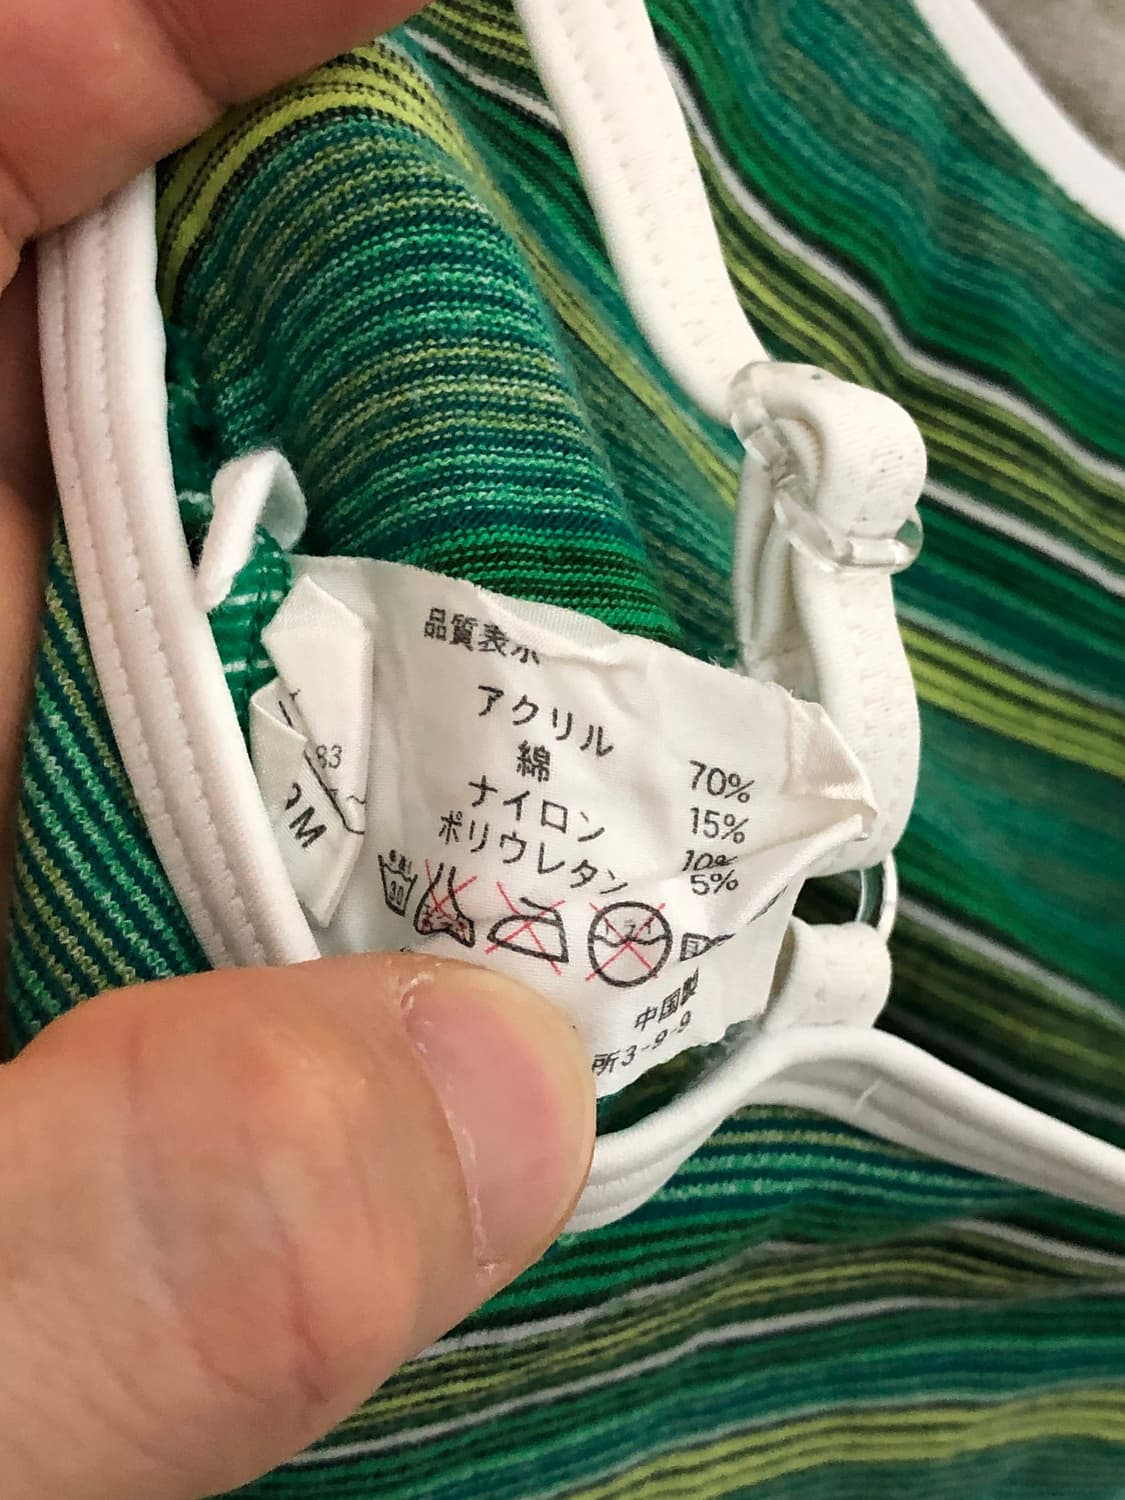 品質表示
アクリル 70%
綿 15%
ナイロン 10%
ポリウレタン 5%
中国製
所3-9-9
83
M